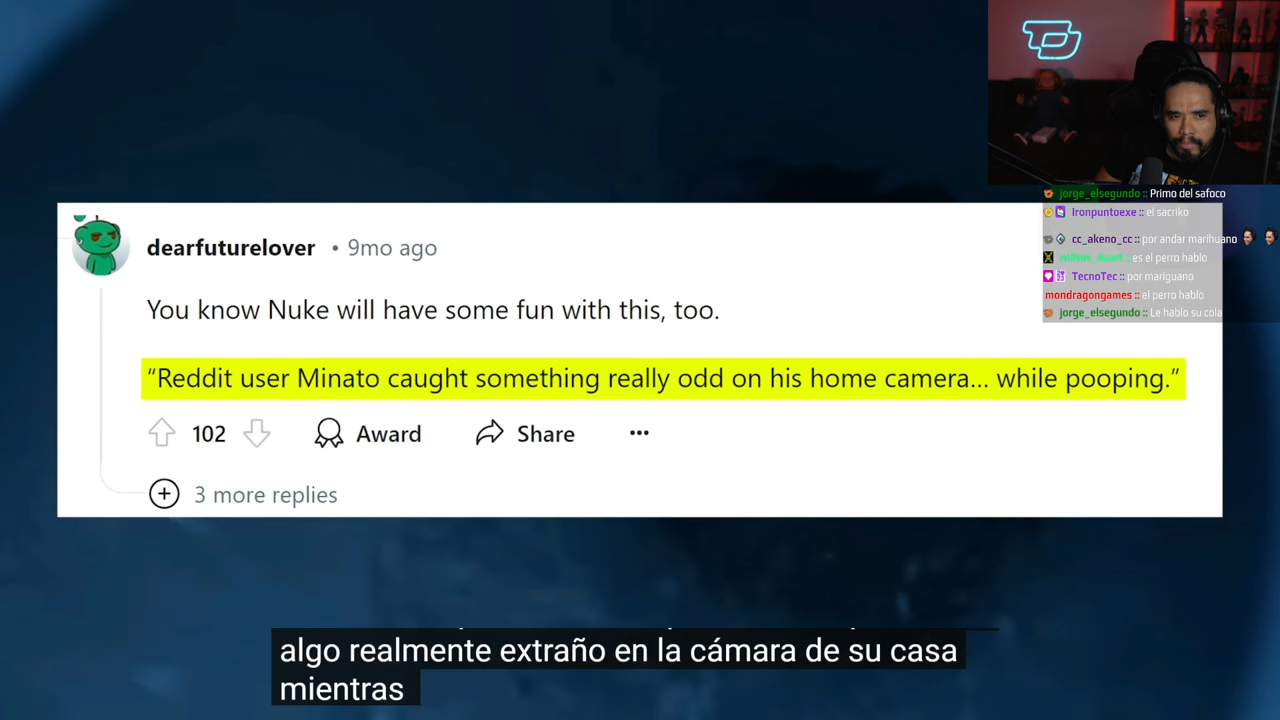 dearfuturelover • 9mo ago
You know Nuke will have some fun with this, too.
“Reddit user Minato caught something really odd on his home camera... while pooping.”
102 Award Share •••
3 more replies
jorge_elsegundo :: Primo del safoco
Ironpuntoexe :: el sacriko
cc_akeno_cc :: por andar marihuano
:: es el perro hablo
TecnoTec :: por mariguano
mondragongames :: el perro hablo
jorge_elsegundo :: Le hablo su cola
algo realmente extraño en la cámara de su casa
mientras